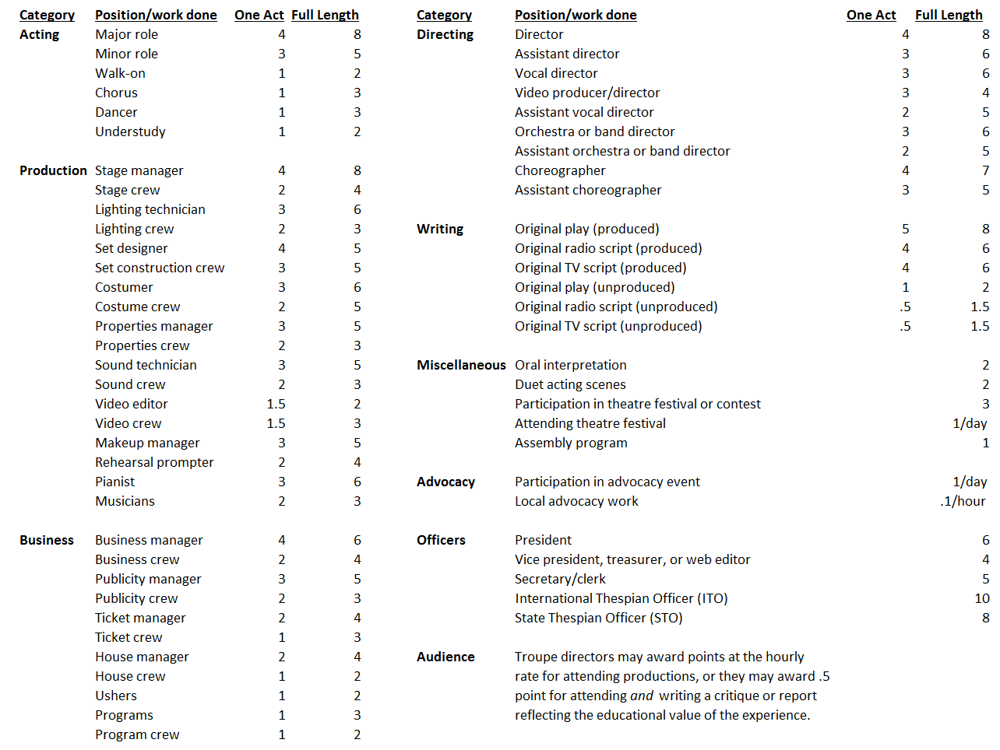 Category Position/work done One Act Full Length
Acting Major role 4 8
Minor role 3 5
Walk-on 1 2
Chorus 1 3
Dancer 1 3
Understudy 1 2
Production Stage manager 4 8
Stage crew 2 4
Lighting technician 3 6
Lighting crew 2 3
Set designer 4 5
Set construction crew 3 5
Costumer 3 6
Costume crew 2 5
Properties manager 3 5
Properties crew 2 3
Sound technician 3 5
Sound crew 2 3
Video editor 1.5 2
Video crew 1.5 3
Makeup manager 3 5
Rehearsal prompter 2 4
Pianist 3 6
Musicians 2 3
Business Business manager 4 6
Business crew 2 4
Publicity manager 3 5
Publicity crew 2 3
Ticket manager 2 4
Ticket crew 1 3
House manager 2 4
House crew 1 2
Ushers 1 2
Programs 1 3
Program crew 1 2
Category Position/work done One Act Full Length
Directing Director 4 8
Assistant director 3 6
Vocal director 3 6
Video producer/director 3 4
Assistant vocal director 2 5
Orchestra or band director 3 6
Assistant orchestra or band director 2 5
Choreographer 4 7
Assistant choreographer 3 5
Writing Original play (produced) 5 8
Original radio script (produced) 4 6
Original TV script (produced) 4 6
Original play (unproduced) 1 2
Original radio script (unproduced) .5 1.5
Original TV script (unproduced) .5 1.5
Miscellaneous Oral interpretation 2
Duet acting scenes 2
Participation in theatre festival or contest 3
Attending theatre festival 1/day
Assembly program 1
Advocacy Participation in advocacy event 1/day
Local advocacy work .1/hour
Officers President 6
Vice president, treasurer, or web editor 4
Secretary/clerk 5
International Thespian Officer (ITO) 10
State Thespian Officer (STO) 8
Audience Troupe directors may award points at the hourly
rate for attending productions, or they may award .5
point for attending and writing a critique or report
reflecting the educational value of the experience.